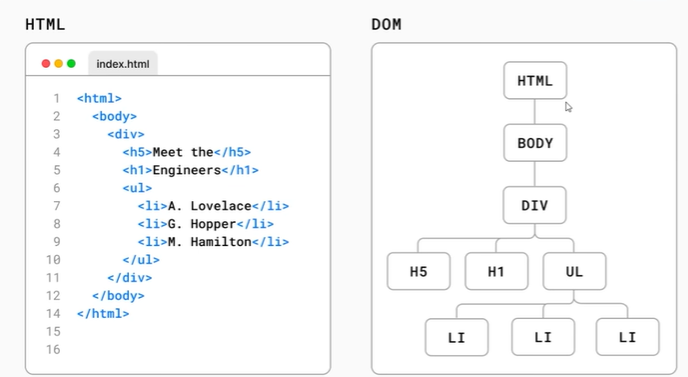 HTML
index.html
1 <html>
2 <body>
3 <div>
4 <h5>Meet the</h5>
5 <h1>Engineers</h1>
6 <ul>
7 <li>A. Lovelace</li>
8 <li>G. Hopper</li>
9 <li>M. Hamilton</li>
10 </ul>
11 </div>
12 </body>
14 </html>
15
16
DOM
HTML
BODY
DIV
H5 H1 UL
LI LI LI